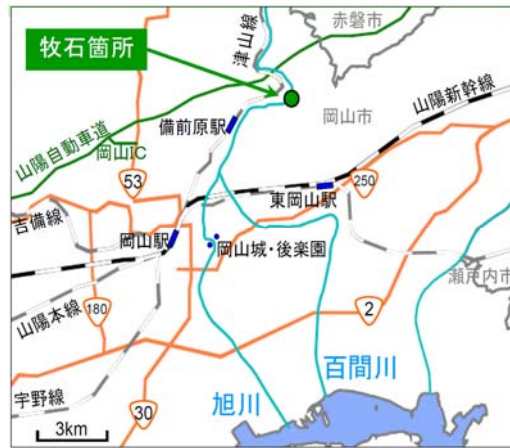 赤磐市
津山線
牧石箇所
岡山市
山陽新幹線
備前原駅
山陽自動車道
岡山IC
53
250
吉備線
東岡山駅
岡山駅
岡山城・後楽園
瀬戸内市
180
2
山陽本線
百間川
宇野線
旭川
30
3km